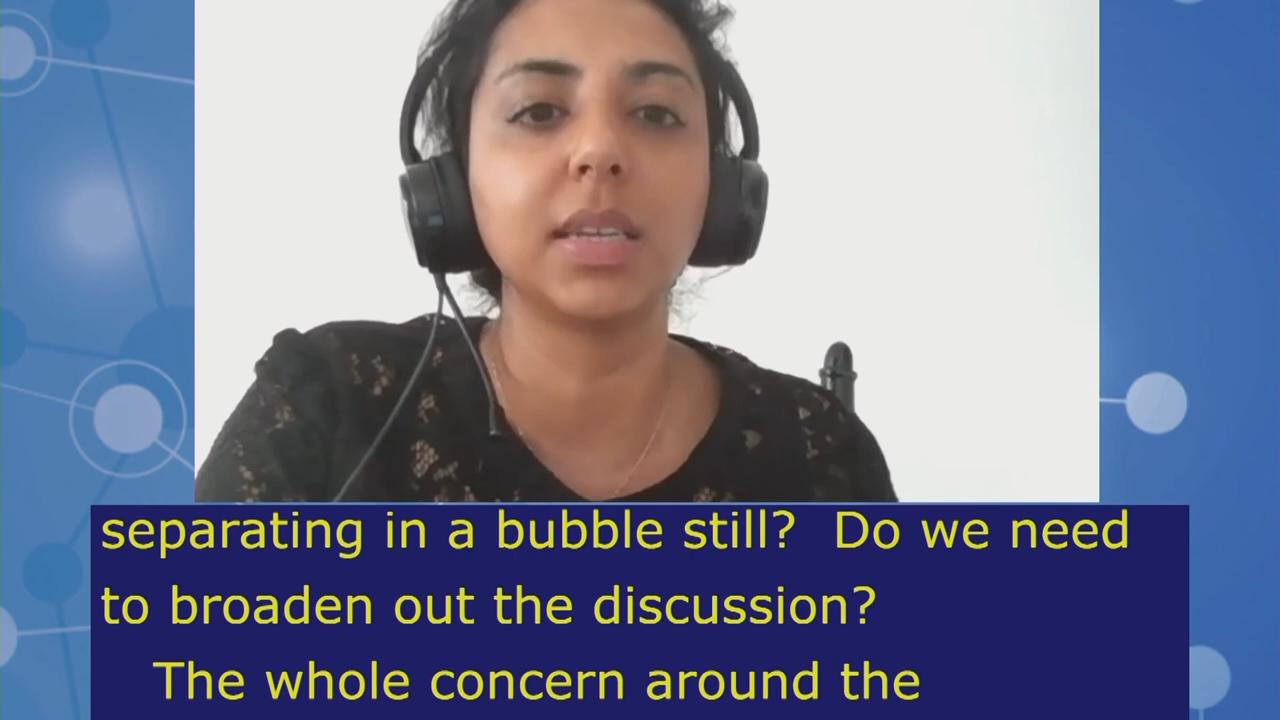 separating in a bubble still?  Do we need
to broaden out the discussion?
The whole concern around the